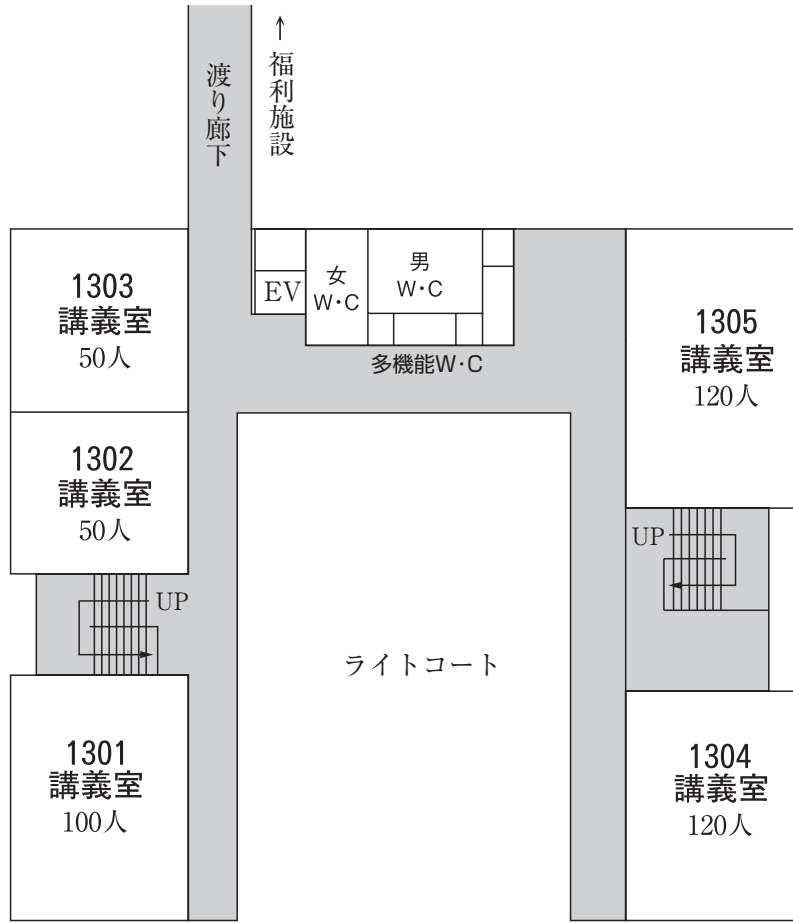 ↑福利施設
渡り廊下
1303
講義室
50人
EV
女
W・C
男
W・C
多機能W・C
1305
講義室
120人
1302
講義室
50人
UP
UP
ライトコート
1301
講義室
100人
1304
講義室
120人